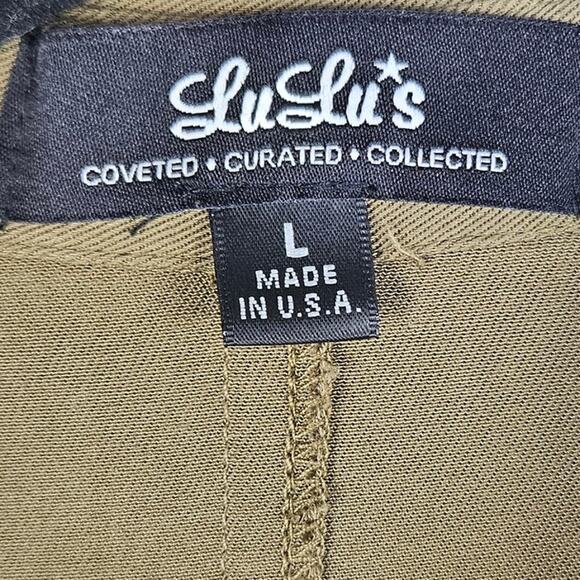 LuLu's
COVETED • CURATED • COLLECTED
L
MADE
IN U.S.A.